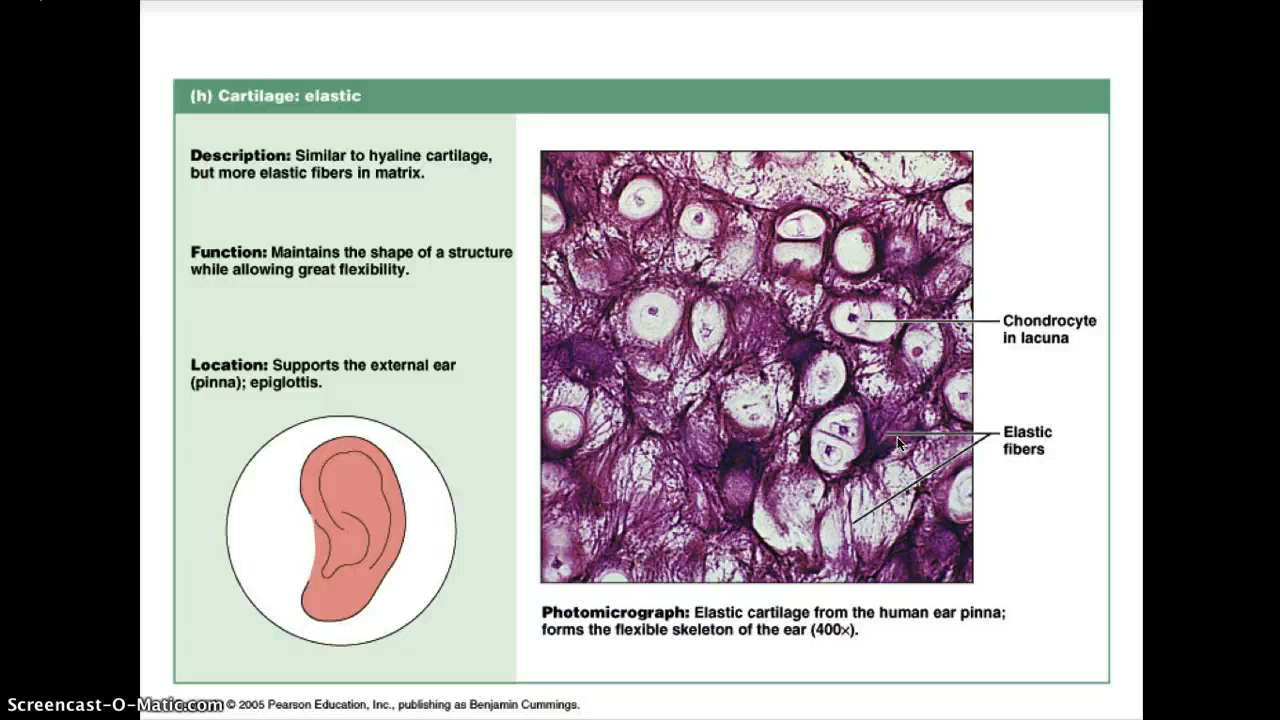 (h) Cartilage: elastic
Description: Similar to hyaline cartilage,
but more elastic fibers in matrix.
Function: Maintains the shape of a structure
while allowing great flexibility.
Location: Supports the external ear
(pinna); epiglottis.
Chondrocyte
in lacuna
Elastic
fibers
Photomicrograph: Elastic cartilage from the human ear pinna;
forms the flexible skeleton of the ear (400×).
Screencast-O-Matic.com
© 2005 Pearson Education, Inc., publishing as Benjamin Cummings.